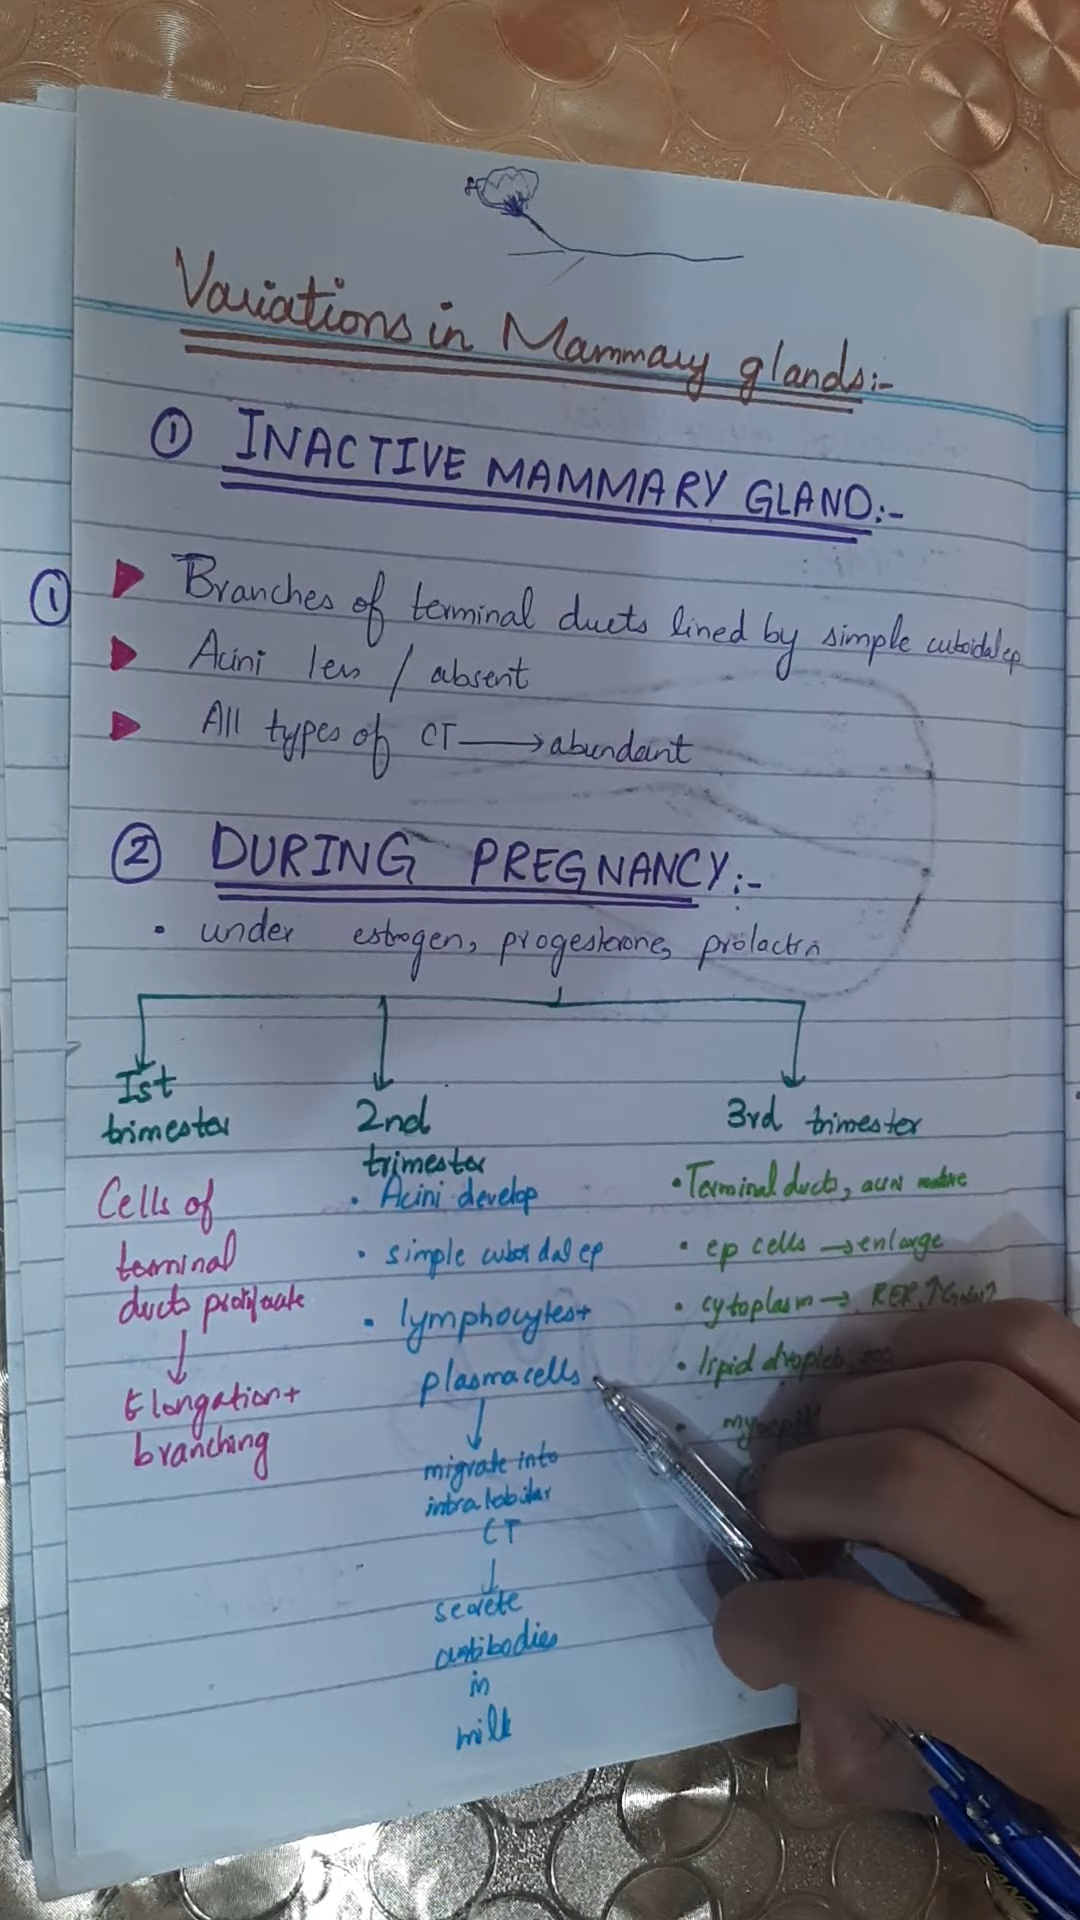 Variations in Mammary glands:-
① INACTIVE MAMMARY GLAND:-
①
Branches of terminal ducts lined by simple cuboidal ep
Acini less / absent
All types of CT → abundant
② DURING PREGNANCY:-
• under estrogen, progesterone, prolactin
Ist
trimester
Cells of
terminal
ducts proliferate
↓
Elongation+
branching
2nd
trimester
• Acini develop
• simple cuboidal ep
• lymphocytes+
plasmacells
↓
migrate into
intralobular
CT
↓
secrete
antibodies
in
milk
3rd trimester
• Terminal ducts, acini mature
• ep cells → enlarge
• cytoplasm → RER↑
• lipid droplets
•